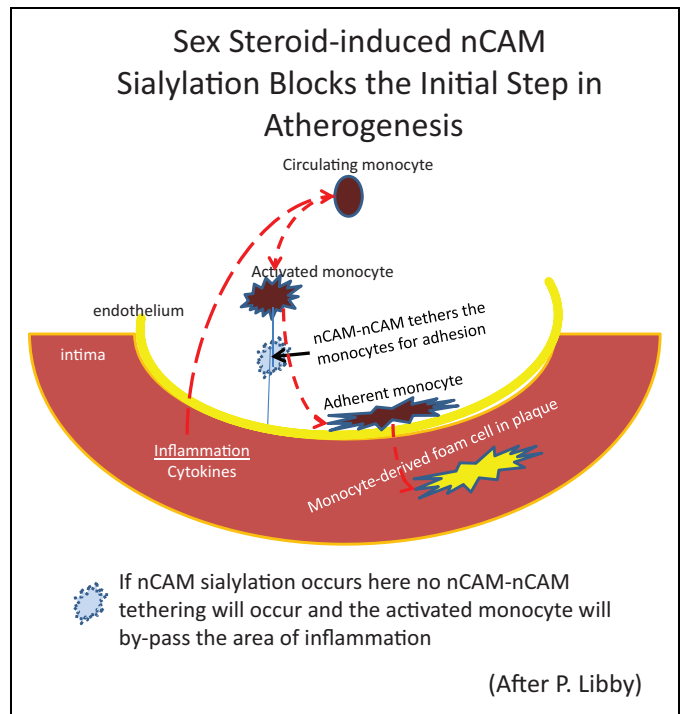 Sex Steroid-induced nCAM
Sialylation Blocks the Initial Step in
Atherogenesis
Circulating monocyte
Activated monocyte
endothelium
nCAM-nCAM tethers the
monocytes for adhesion
intima
Adherent monocyte
Inflammation
Cytokines
Monocyte-derived foam cell in plaque
If nCAM sialylation occurs here no nCAM-nCAM
tethering will occur and the activated monocyte will
by-pass the area of inflammation
(After P. Libby)